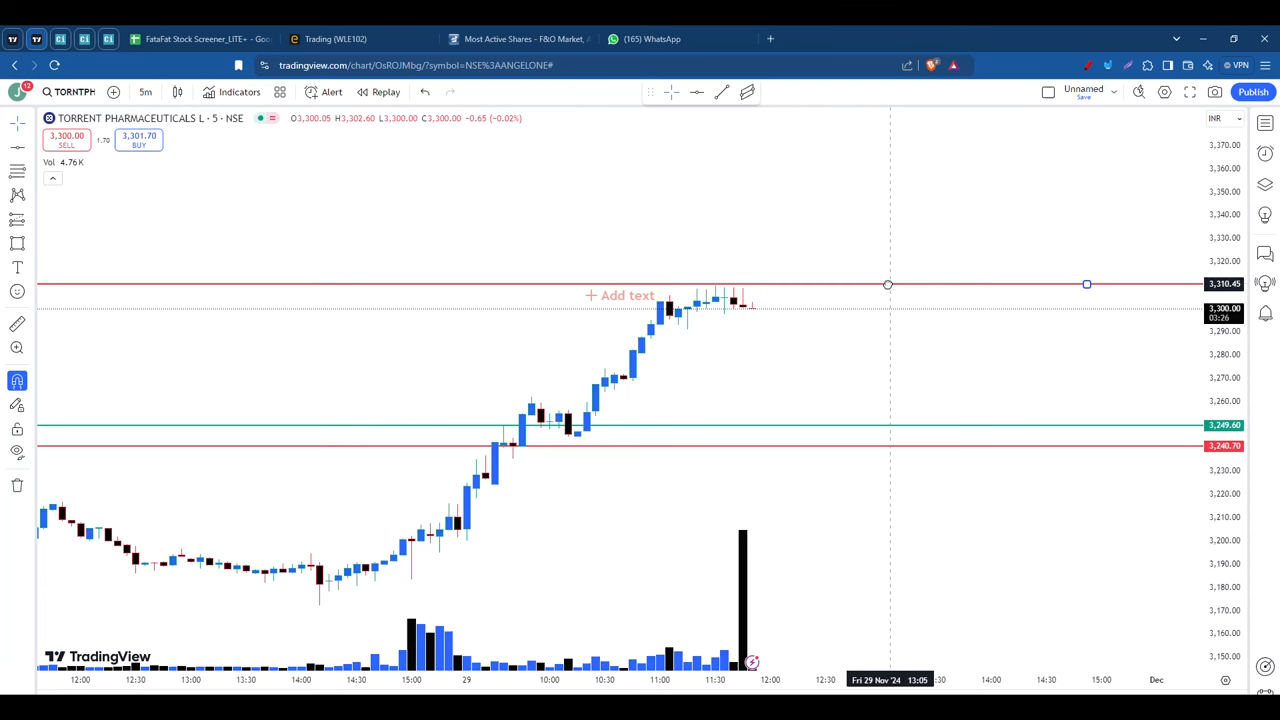 FataFat Stock Screener_LITE+ - Goo
Trading (WLE102)
Most Active Shares - F&O Market,
(165) WhatsApp
tradingview.com/chart/OsROJMbg/?symbol=NSE%3AANGELONE#
VPN
J 12 TORNTPH 5m Indicators Alert Replay Unnamed Save Publish
TORRENT PHARMACEUTICALS L · 5 · NSE O3,300.05 H3,302.60 L3,300.00 C3,300.00 -0.65 (-0.02%) INR
3,300.00 SELL 1.70 3,301.70 BUY
Vol 4.76 K
3,370.00
3,360.00
3,350.00
3,340.00
3,330.00
3,320.00
3,310.45
+ Add text
3,300.00
03:26
3,290.00
3,280.00
3,270.00
3,260.00
3,249.60
3,240.70
3,230.00
3,220.00
3,210.00
3,200.00
3,190.00
3,180.00
3,170.00
3,160.00
3,150.00
TradingView
12:00 12:30 13:00 13:30 14:00 14:30 15:00 29 10:00 10:30 11:00 11:30 12:00 12:30 Fri 29 Nov '24 13:05 :30 14:00 14:30 15:00 Dec